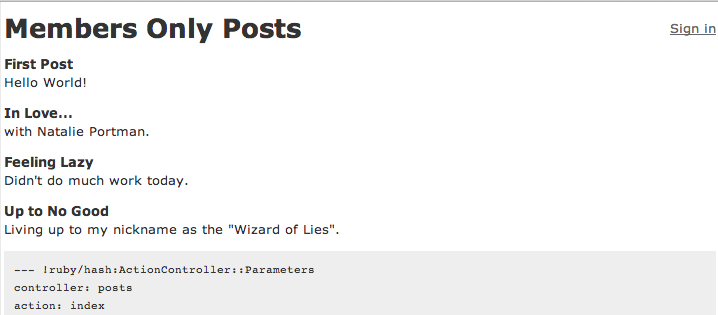 Members Only Posts
Sign in
First Post
Hello World!
In Love...
with Natalie Portman.
Feeling Lazy
Didn't do much work today.
Up to No Good
Living up to my nickname as the "Wizard of Lies".
--- !ruby/hash:ActionController::Parameters
controller: posts
action: index